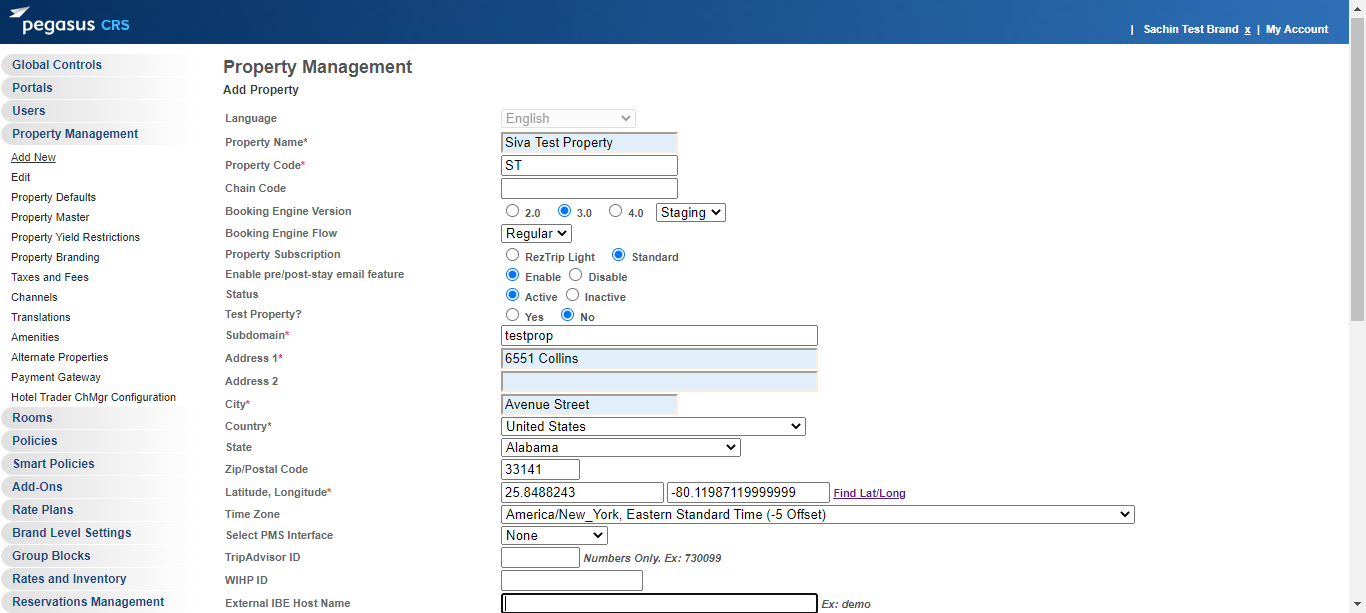 pegasus CRS
| Sachin Test Brand x | My Account
Global Controls
Portals
Users
Property Management
Add New
Edit
Property Defaults
Property Master
Property Yield Restrictions
Property Branding
Taxes and Fees
Channels
Translations
Amenities
Alternate Properties
Payment Gateway
Hotel Trader ChMgr Configuration
Rooms
Policies
Smart Policies
Add-Ons
Rate Plans
Brand Level Settings
Group Blocks
Rates and Inventory
Reservations Management
Property Management
Add Property
Language English
Property Name* Siva Test Property
Property Code* ST
Chain Code
Booking Engine Version 2.0 3.0 4.0 Staging
Booking Engine Flow Regular
Property Subscription RezTrip Light Standard
Enable pre/post-stay email feature Enable Disable
Status Active Inactive
Test Property? Yes No
Subdomain* testprop
Address 1* 6551 Collins
Address 2
City* Avenue Street
Country* United States
State Alabama
Zip/Postal Code 33141
Latitude, Longitude* 25.8488243 -80.11987119999999 Find Lat/Long
Time Zone America/New_York, Eastern Standard Time (-5 Offset)
Select PMS Interface None
TripAdvisor ID Numbers Only. Ex: 730099
WIHP ID
External IBE Host Name Ex: demo